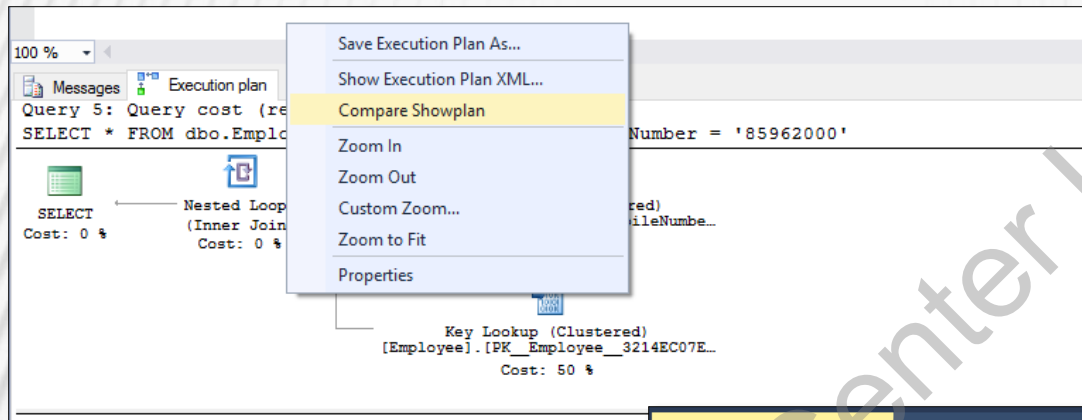 100 %
Messages Execution plan
Query 5: Query cost (re
SELECT * FROM dbo.Emplo
Number = '85962000'
Save Execution Plan As...
Show Execution Plan XML...
Compare Showplan
Zoom In
Zoom Out
Custom Zoom...
Zoom to Fit
Properties
SELECT
Cost: 0 %
Nested Loop
(Inner Join
Cost: 0 %
red)
ileNumbe...
Key Lookup (Clustered)
[Employee].[PK__Employee__3214EC07E...
Cost: 50 %
enter